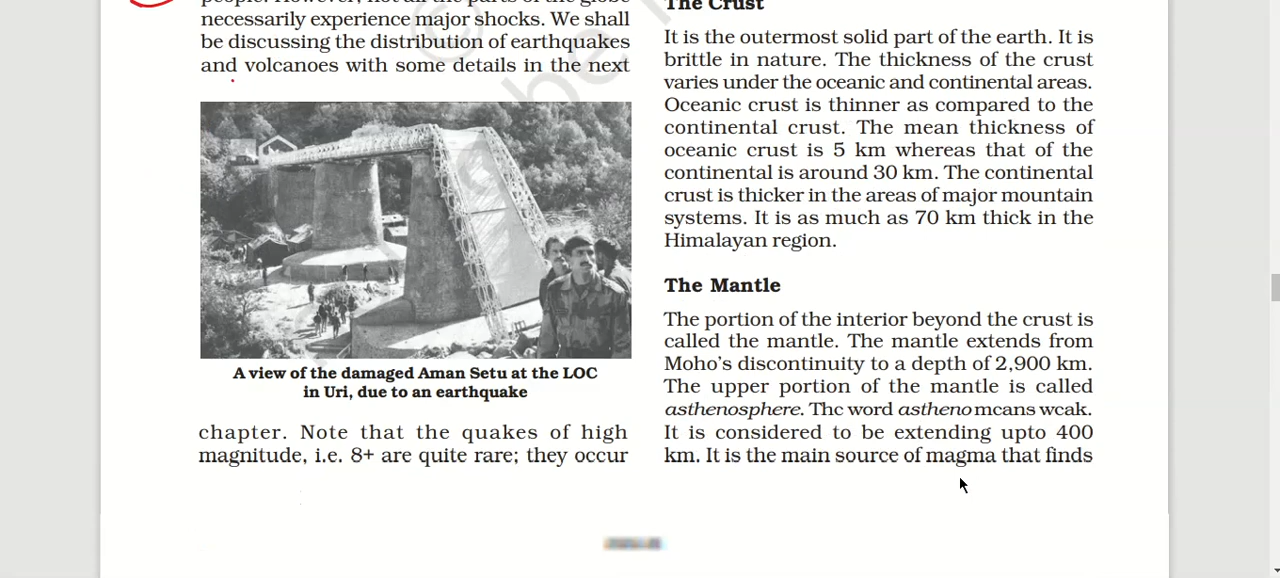 necessarily experience major shocks. We shall
be discussing the distribution of earthquakes
and volcanoes with some details in the next
A view of the damaged Aman Setu at the LOC
in Uri, due to an earthquake
chapter. Note that the quakes of high
magnitude, i.e. 8+ are quite rare; they occur
The Crust
It is the outermost solid part of the earth. It is
brittle in nature. The thickness of the crust
varies under the oceanic and continental areas.
Oceanic crust is thinner as compared to the
continental crust. The mean thickness of
oceanic crust is 5 km whereas that of the
continental is around 30 km. The continental
crust is thicker in the areas of major mountain
systems. It is as much as 70 km thick in the
Himalayan region.
The Mantle
The portion of the interior beyond the crust is
called the mantle. The mantle extends from
Moho's discontinuity to a depth of 2,900 km.
The upper portion of the mantle is called
asthenosphere. The word astheno means weak.
It is considered to be extending upto 400
km. It is the main source of magma that finds